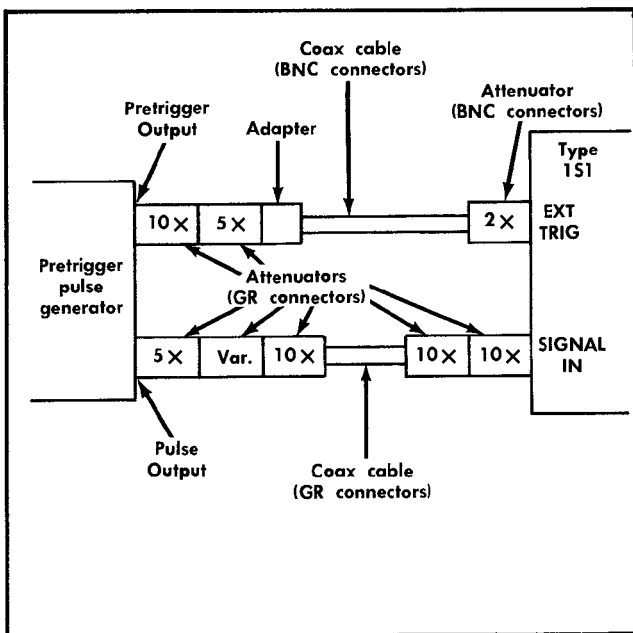 Coax cable
(BNC connectors)
Attenuator
(BNC connectors)
Pretrigger
Output
Adapter
Type
1S1
10 X
5 X
2 X
EXT
TRIG
Pretrigger
pulse
generator
Attenuators
(GR connectors)
5 X
Var.
10 X
10 X
10 X
SIGNAL
IN
Pulse
Output
Coax cable
(GR connectors)